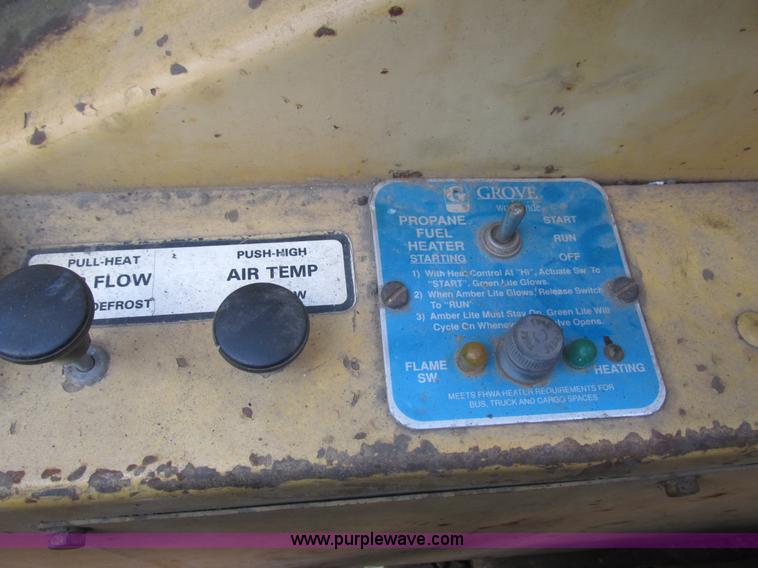 PULL-HEAT
FLOW
DEFROST
PUSH-HIGH
AIR TEMP
GROVE
PROPANE
FUEL
HEATER
STARTING
START
RUN
OFF
1) With Heat Control At "Hi", Actuate Sw. To
"START". Green Lite Glows.
2) When Amber Lite Glows, Release Switch
To "RUN"
3) Amber Lite Must Stay On, Green Lite Will
Cycle On Opens.
FLAME
SW.
HEATING
MEETS FHWA HEATER REQUIREMENTS FOR
BUS, TRUCK AND CARGO SPACES
www.purplewave.com